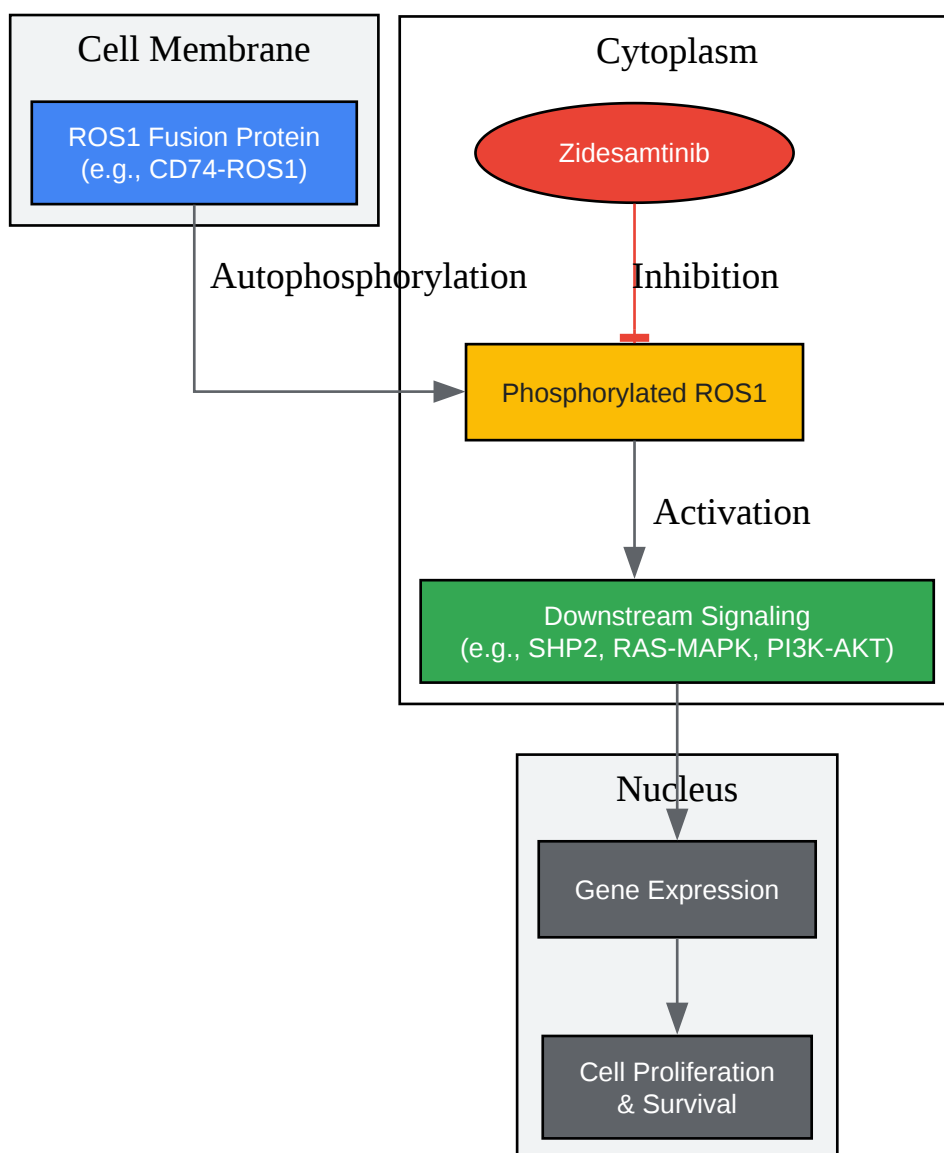 Cell Membrane
ROS1 Fusion Protein
(e.g., CD74-ROS1)
Cytoplasm
Zidesamtinib
Autophosphorylation
Inhibition
Phosphorylated ROS1
Activation
Downstream Signaling
(e.g., SHP2, RAS-MAPK, PI3K-AKT)
Nucleus
Gene Expression
Cell Proliferation
& Survival